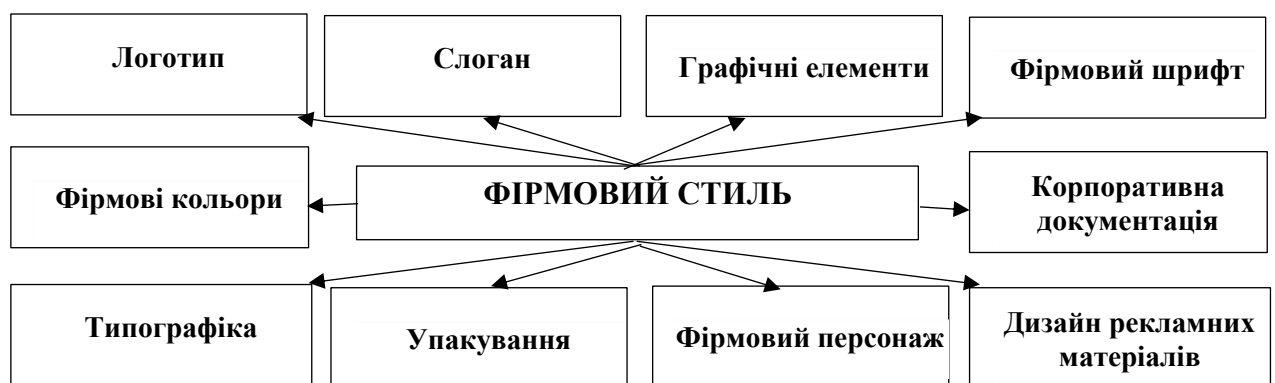 Логотип
Слоган
Графічні елементи
Фірмовий шрифт
Фірмові кольори
ФІРМОВИЙ СТИЛЬ
Корпоративна
документація
Типографіка
Упакування
Фірмовий персонаж
Дизайн рекламних
матеріалів